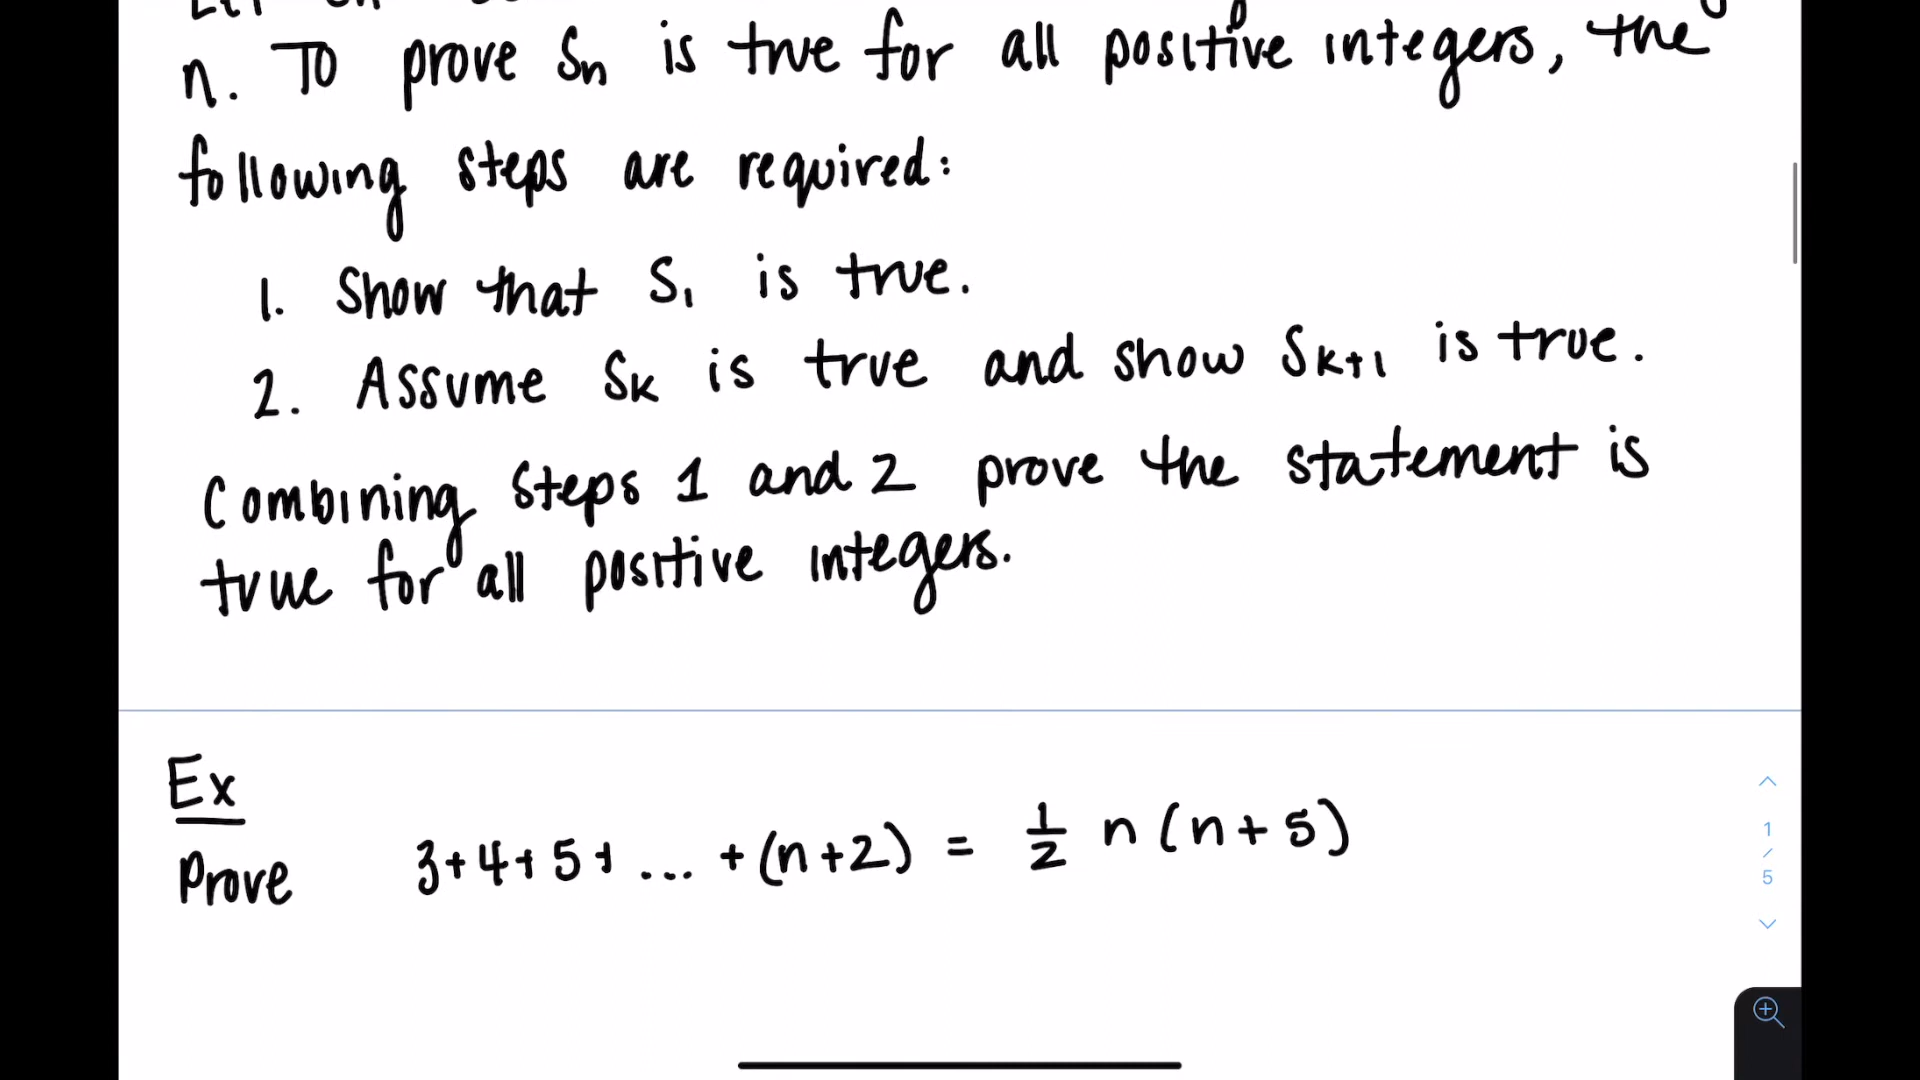 n. To prove Sn is true for all positive integers, the
following steps are required:
1. Show that S₁ is true.
2. Assume Sk is true and show Sk+1 is true.
Combining steps 1 and 2 prove the statement is
true for all positive integers.
Ex
Prove 3+4+5+ ... +(n+2) = 1/2 n(n+5)
1/5